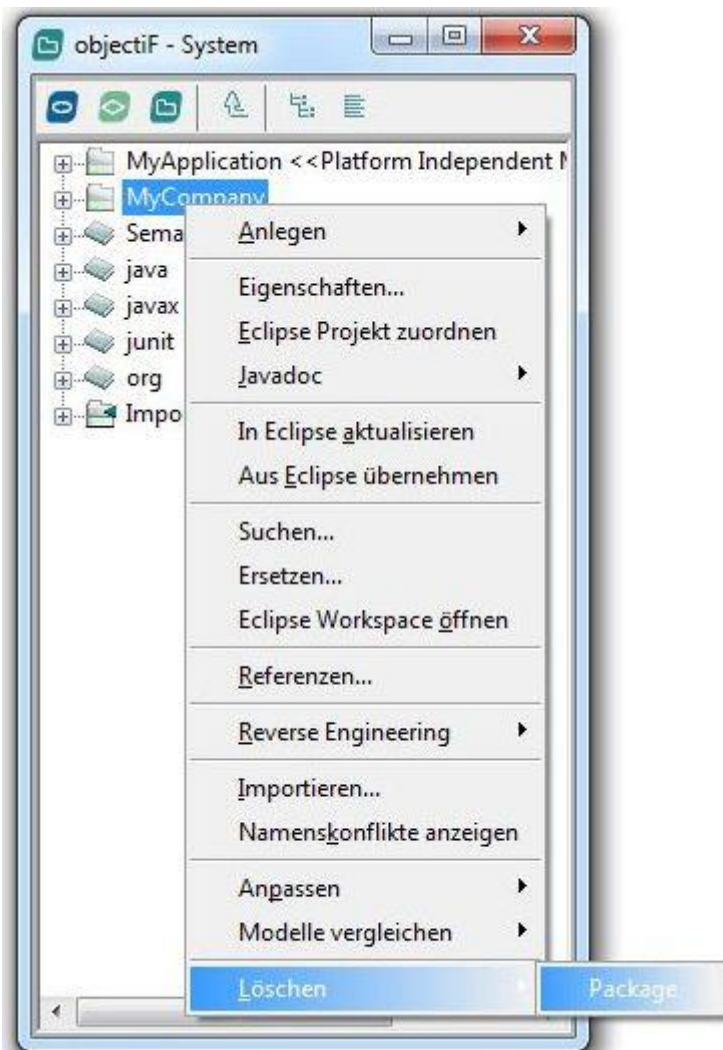 objectiF - System
MyApplication <<Platform Independent
MyCompany
Sema
java
javax
junit
org
Impo
Anlegen
Eigenschaften...
Eclipse Projekt zuordnen
Javadoc
In Eclipse aktualisieren
Aus Eclipse übernehmen
Suchen...
Ersetzen...
Eclipse Workspace öffnen
Referenzen...
Reverse Engineering
Importieren...
Namenskonflikte anzeigen
Anpassen
Modelle vergleichen
Löschen
Package